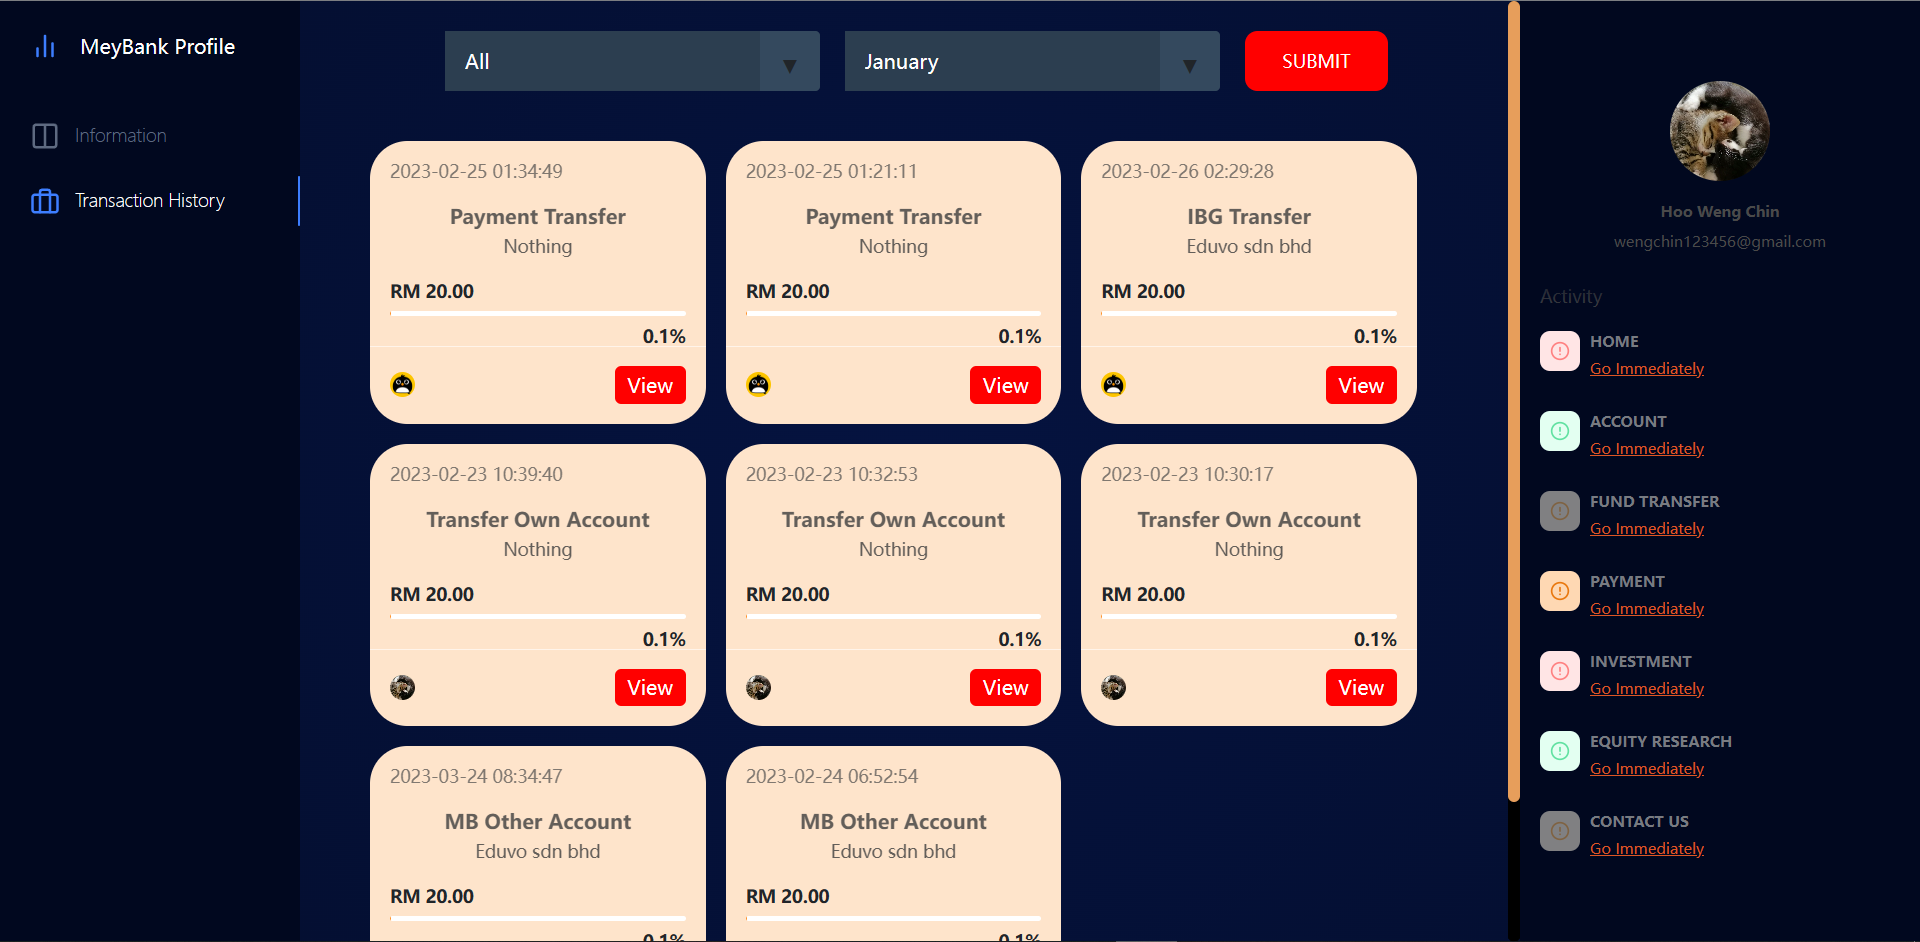 MeyBank Profile
Information
Transaction History
All
▼
January
▼
SUBMIT
2023-02-25 01:34:49
Payment Transfer
Nothing
RM 20.00
0.1%
View
2023-02-25 01:21:11
Payment Transfer
Nothing
RM 20.00
0.1%
View
2023-02-26 02:29:28
IBG Transfer
Eduvo sdn bhd
RM 20.00
0.1%
View
2023-02-23 10:39:40
Transfer Own Account
Nothing
RM 20.00
0.1%
View
2023-02-23 10:32:53
Transfer Own Account
Nothing
RM 20.00
0.1%
View
2023-02-23 10:30:17
Transfer Own Account
Nothing
RM 20.00
0.1%
View
2023-03-24 08:34:47
MB Other Account
Eduvo sdn bhd
RM 20.00
0.1%
2023-02-24 06:52:54
MB Other Account
Eduvo sdn bhd
RM 20.00
0.1%
Hoo Weng Chin
wengchin123456@gmail.com
Activity
HOME
Go Immediately
ACCOUNT
Go Immediately
FUND TRANSFER
Go Immediately
PAYMENT
Go Immediately
INVESTMENT
Go Immediately
EQUITY RESEARCH
Go Immediately
CONTACT US
Go Immediately